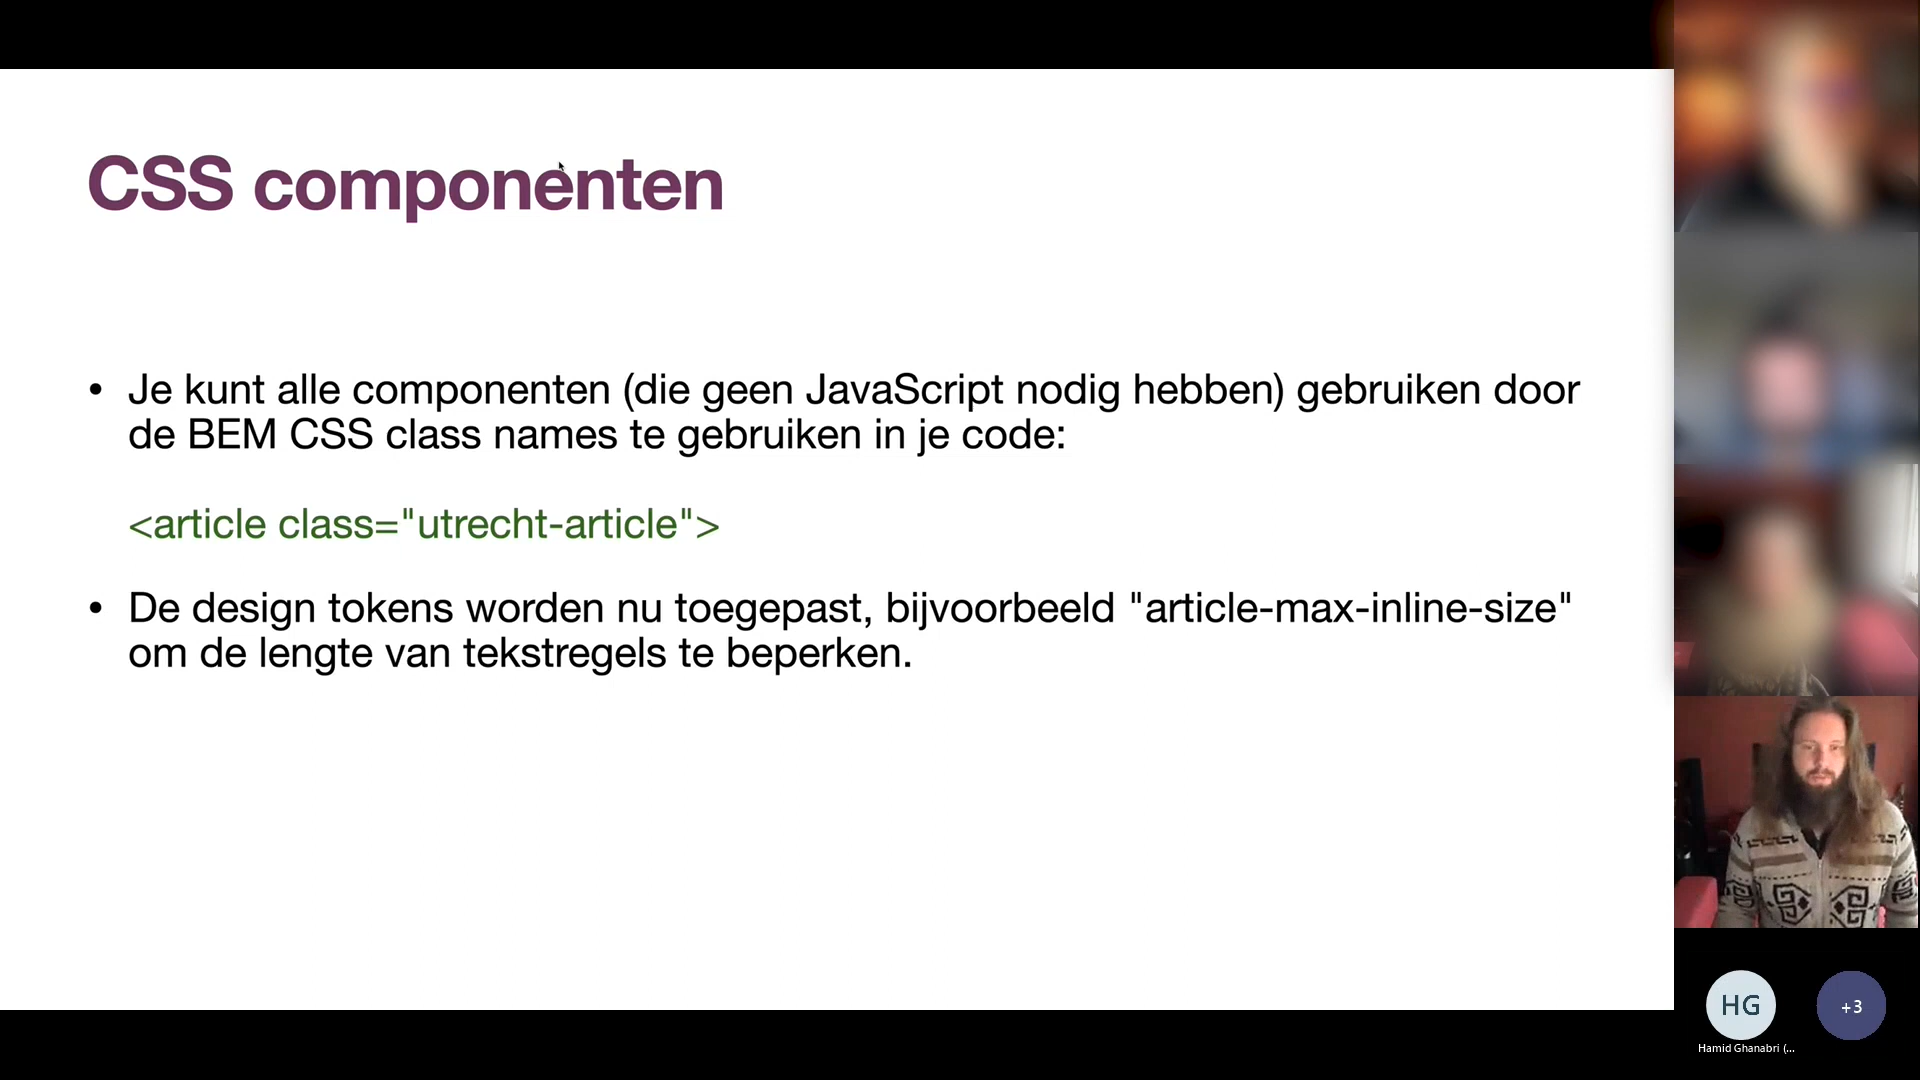 CSS componenten
• Je kunt alle componenten (die geen JavaScript nodig hebben) gebruiken door
de BEM CSS class names te gebruiken in je code:
<article class="utrecht-article">
• De design tokens worden nu toegepast, bijvoorbeeld "article-max-inline-size"
om de lengte van tekstregels te beperken.
HG
+3
Hamid Ghanabri (...